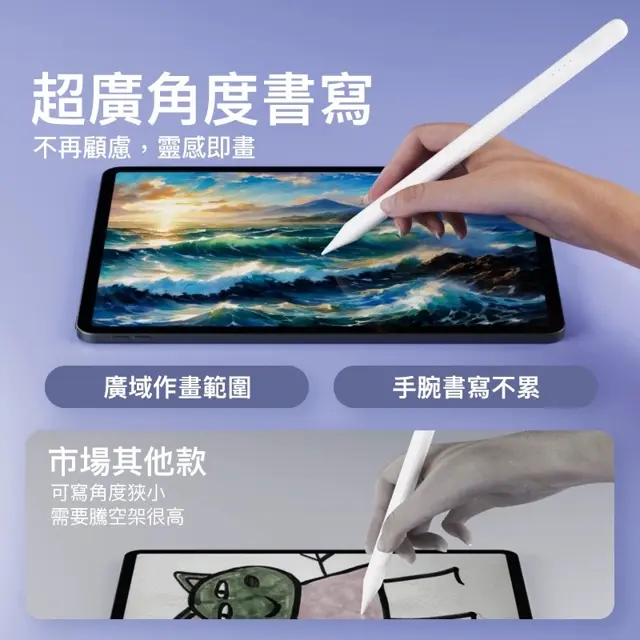 超廣角度書寫
不再顧慮，靈感即畫
廣域作畫範圍
手腕書寫不累
市場其他款
可寫角度狹小
需要騰空架很高